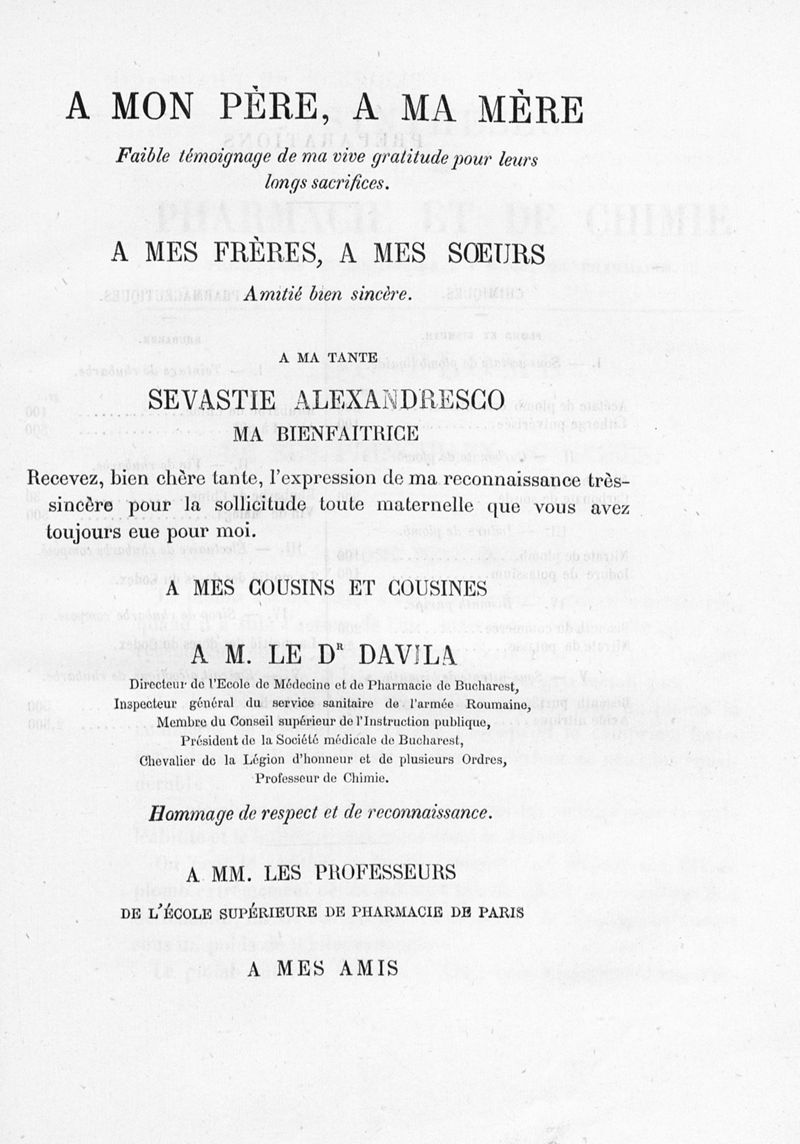 A MON PÈRE, A MA MÈRE
Faible témoignage de ma vive gratitude pour leurs
longs sacrifices.
A MES FRÈRES, A MES SŒURS
Amitié bien sincère.
A MA TANTE
SEVASTIE ALEXANDRESCO
MA BIENFAITRICE
Recevez, bien chère tante, l'expression de ma reconnaissance très-
sincère pour la sollicitude toute maternelle que vous avez
toujours eue pour moi.
A MES COUSINS ET COUSINES
A M. LE Dᴿ DAVILA
Directeur de l'Ecole de Médecine et de Pharmacie de Bucharest,
Inspecteur général du service sanitaire de l'armée Roumaine,
Membre du Conseil supérieur de l'Instruction publique,
Président de la Société médicale de Bucharest,
Chevalier de la Légion d'honneur et de plusieurs Ordres,
Professeur de Chimie.
Hommage de respect et de reconnaissance.
A MM. LES PROFESSEURS
DE L'ÉCOLE SUPÉRIEURE DE PHARMACIE DE PARIS
A MES AMIS